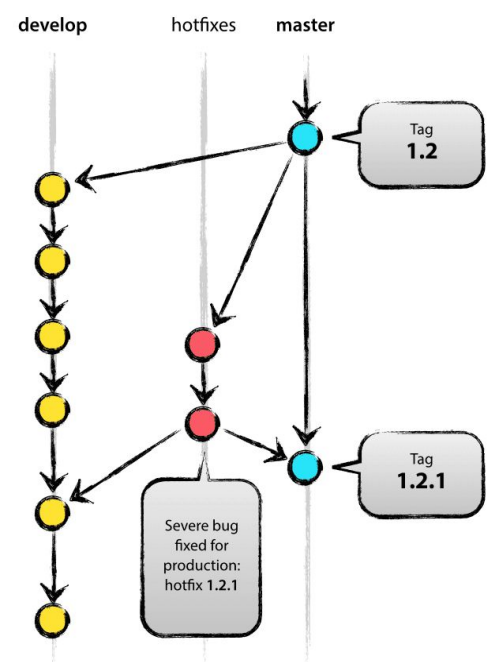 develop
hotfixes
master
Tag
1.2
Tag
1.2.1
Severe bug
fixed for
production:
hotfix 1.2.1